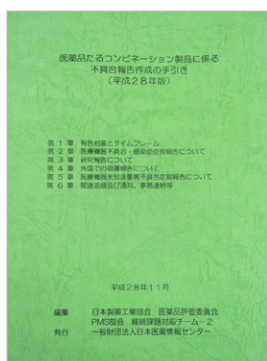 医薬品たるコンビネーション製品に係る
不具合報告作成の手引き
(平成28年版)
第 1 章 報告対象とタイムフレーム
第 2 章 医療機器不具合・感染症症例報告について
第 3 章 研究報告について
第 4 章 外国での措置報告について
第 5 章 医療機器未知非重篤不具合定期報告について
第 6 章 関連法規及び通知、事務連絡等
平成28年11月
編集 日本製薬工業協会 医薬品評価委員会
PMS部会 継続課題対応チーム-2
発行 一般財団法人日本医薬情報センター